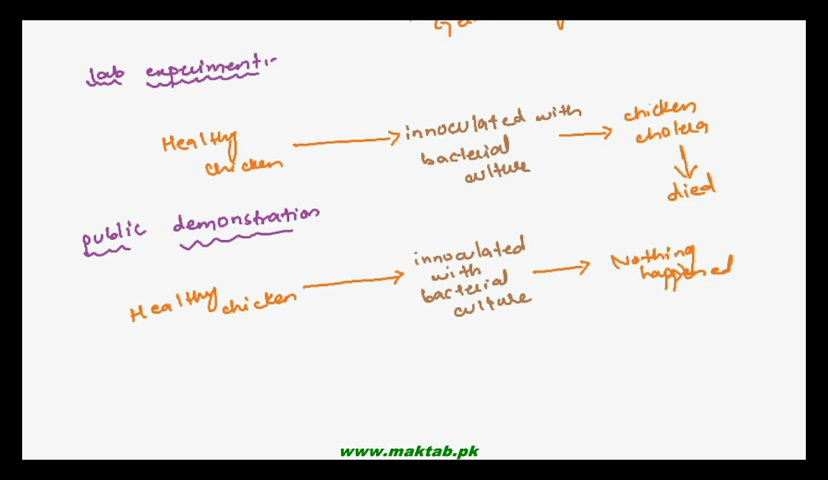 lab experiment:-
Healthy chicken
innoculated with bacterial culture
chicken cholera
died
public demonstration
Healthy chicken
innoculated with bacterial culture
Nothing happened
www.maktab.pk